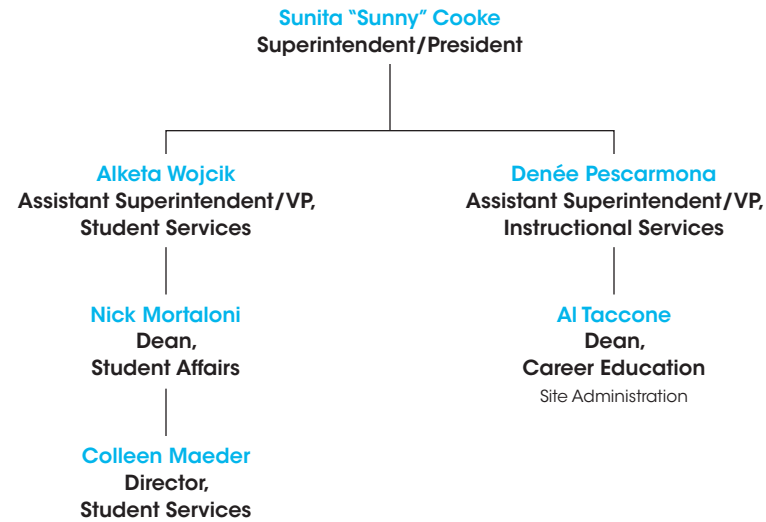 Sunita “Sunny” Cooke
Superintendent/President
Alketa Wojcik
Assistant Superintendent/VP,
Student Services
Denée Pescarmona
Assistant Superintendent/VP,
Instructional Services
Nick Mortaloni
Dean,
Student Affairs
Al Taccone
Dean,
Career Education
Site Administration
Colleen Maeder
Director,
Student Services